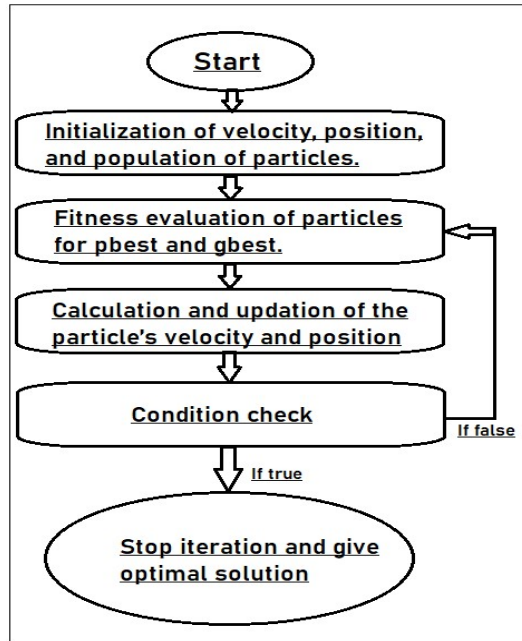 Start
Initialization of velocity, position,
and population of particles.
Fitness evaluation of particles
for pbest and gbest.
Calculation and updation of the
particle's velocity and position
Condition check
If false
If true
Stop iteration and give
optimal solution